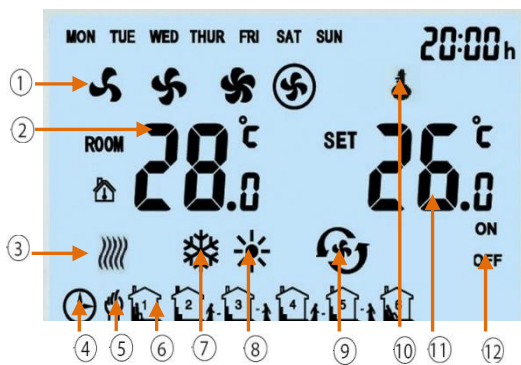 MON TUE WED THUR FRI SAT SUN 20:00h
①
② ROOM 28.0 °C SET 26.0 °C
③ ON
OFF
1 2 3 4 5 6
④ ⑤ ⑥ ⑦ ⑧ ⑨ ⑩ ⑪ ⑫